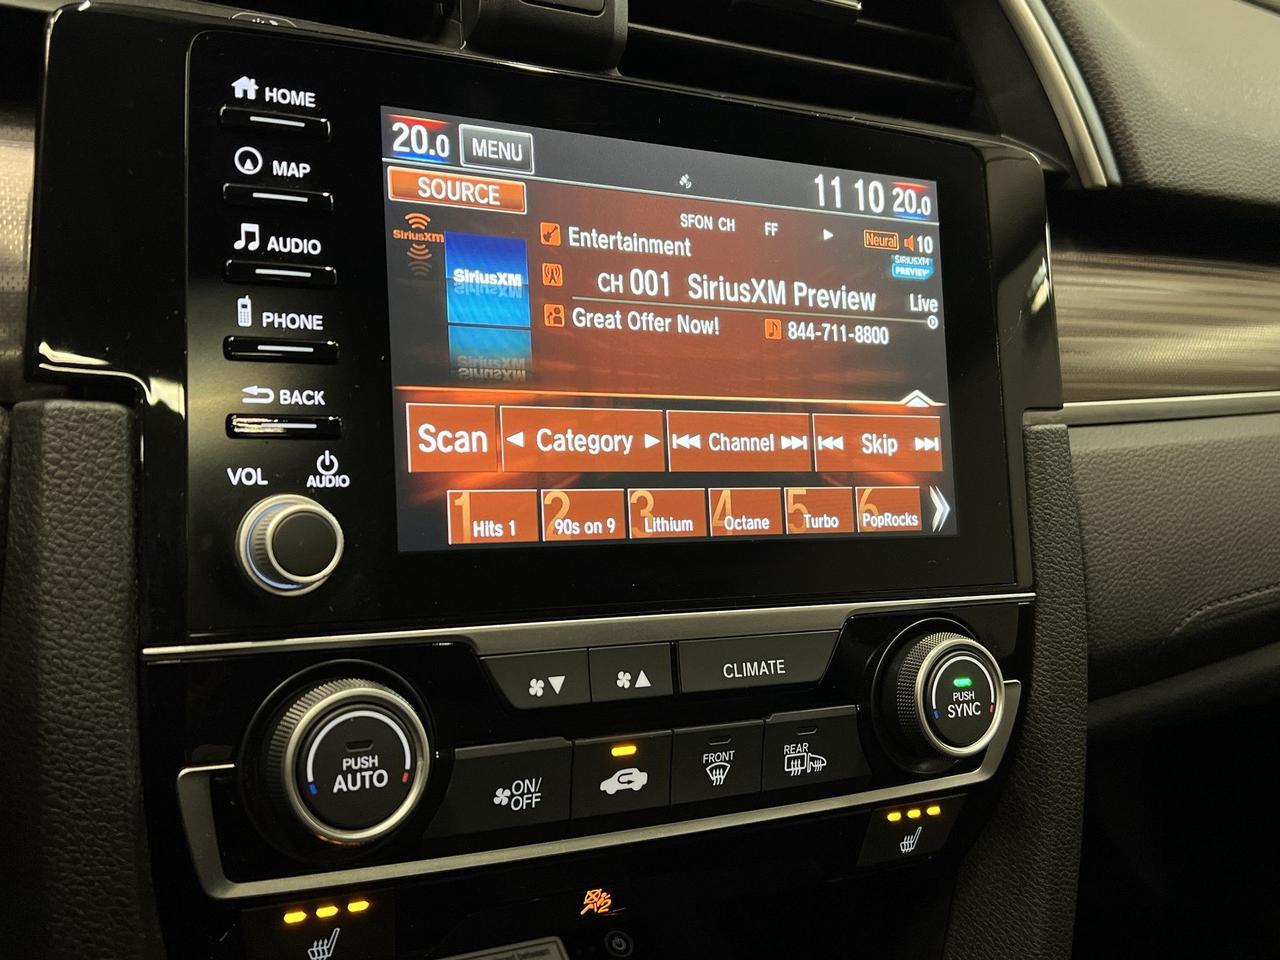 HOME
MAP
AUDIO
PHONE
BACK
VOL
AUDIO
20.0 MENU 11 10 20.0
SOURCE
SFON CH FF
SiriusXM
SiriusXM
Entertainment
Neural 10
SIRIUSXM
PREVIEW
CH 001 SiriusXM Preview Live
Great Offer Now! 844-711-8800
Scan Category Channel Skip
1 Hits 1
2 90s on 9
3 Lithium
4 Octane
5 Turbo
6 PopRocks
CLIMATE
PUSH
AUTO
ON/
OFF
FRONT
REAR
PUSH
SYNC
2